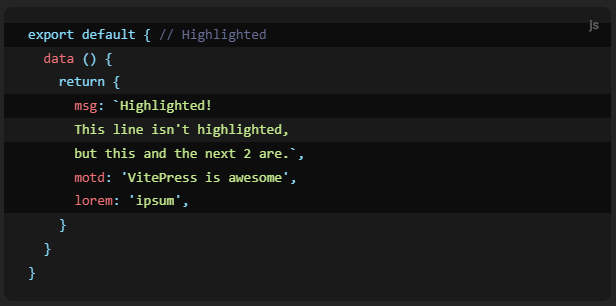 js
export default { // Highlighted
  data () {
    return {
      msg: `Highlighted!
      This line isn't highlighted,
      but this and the next 2 are.`,
      motd: 'VitePress is awesome',
      lorem: 'ipsum',
    }
  }
}